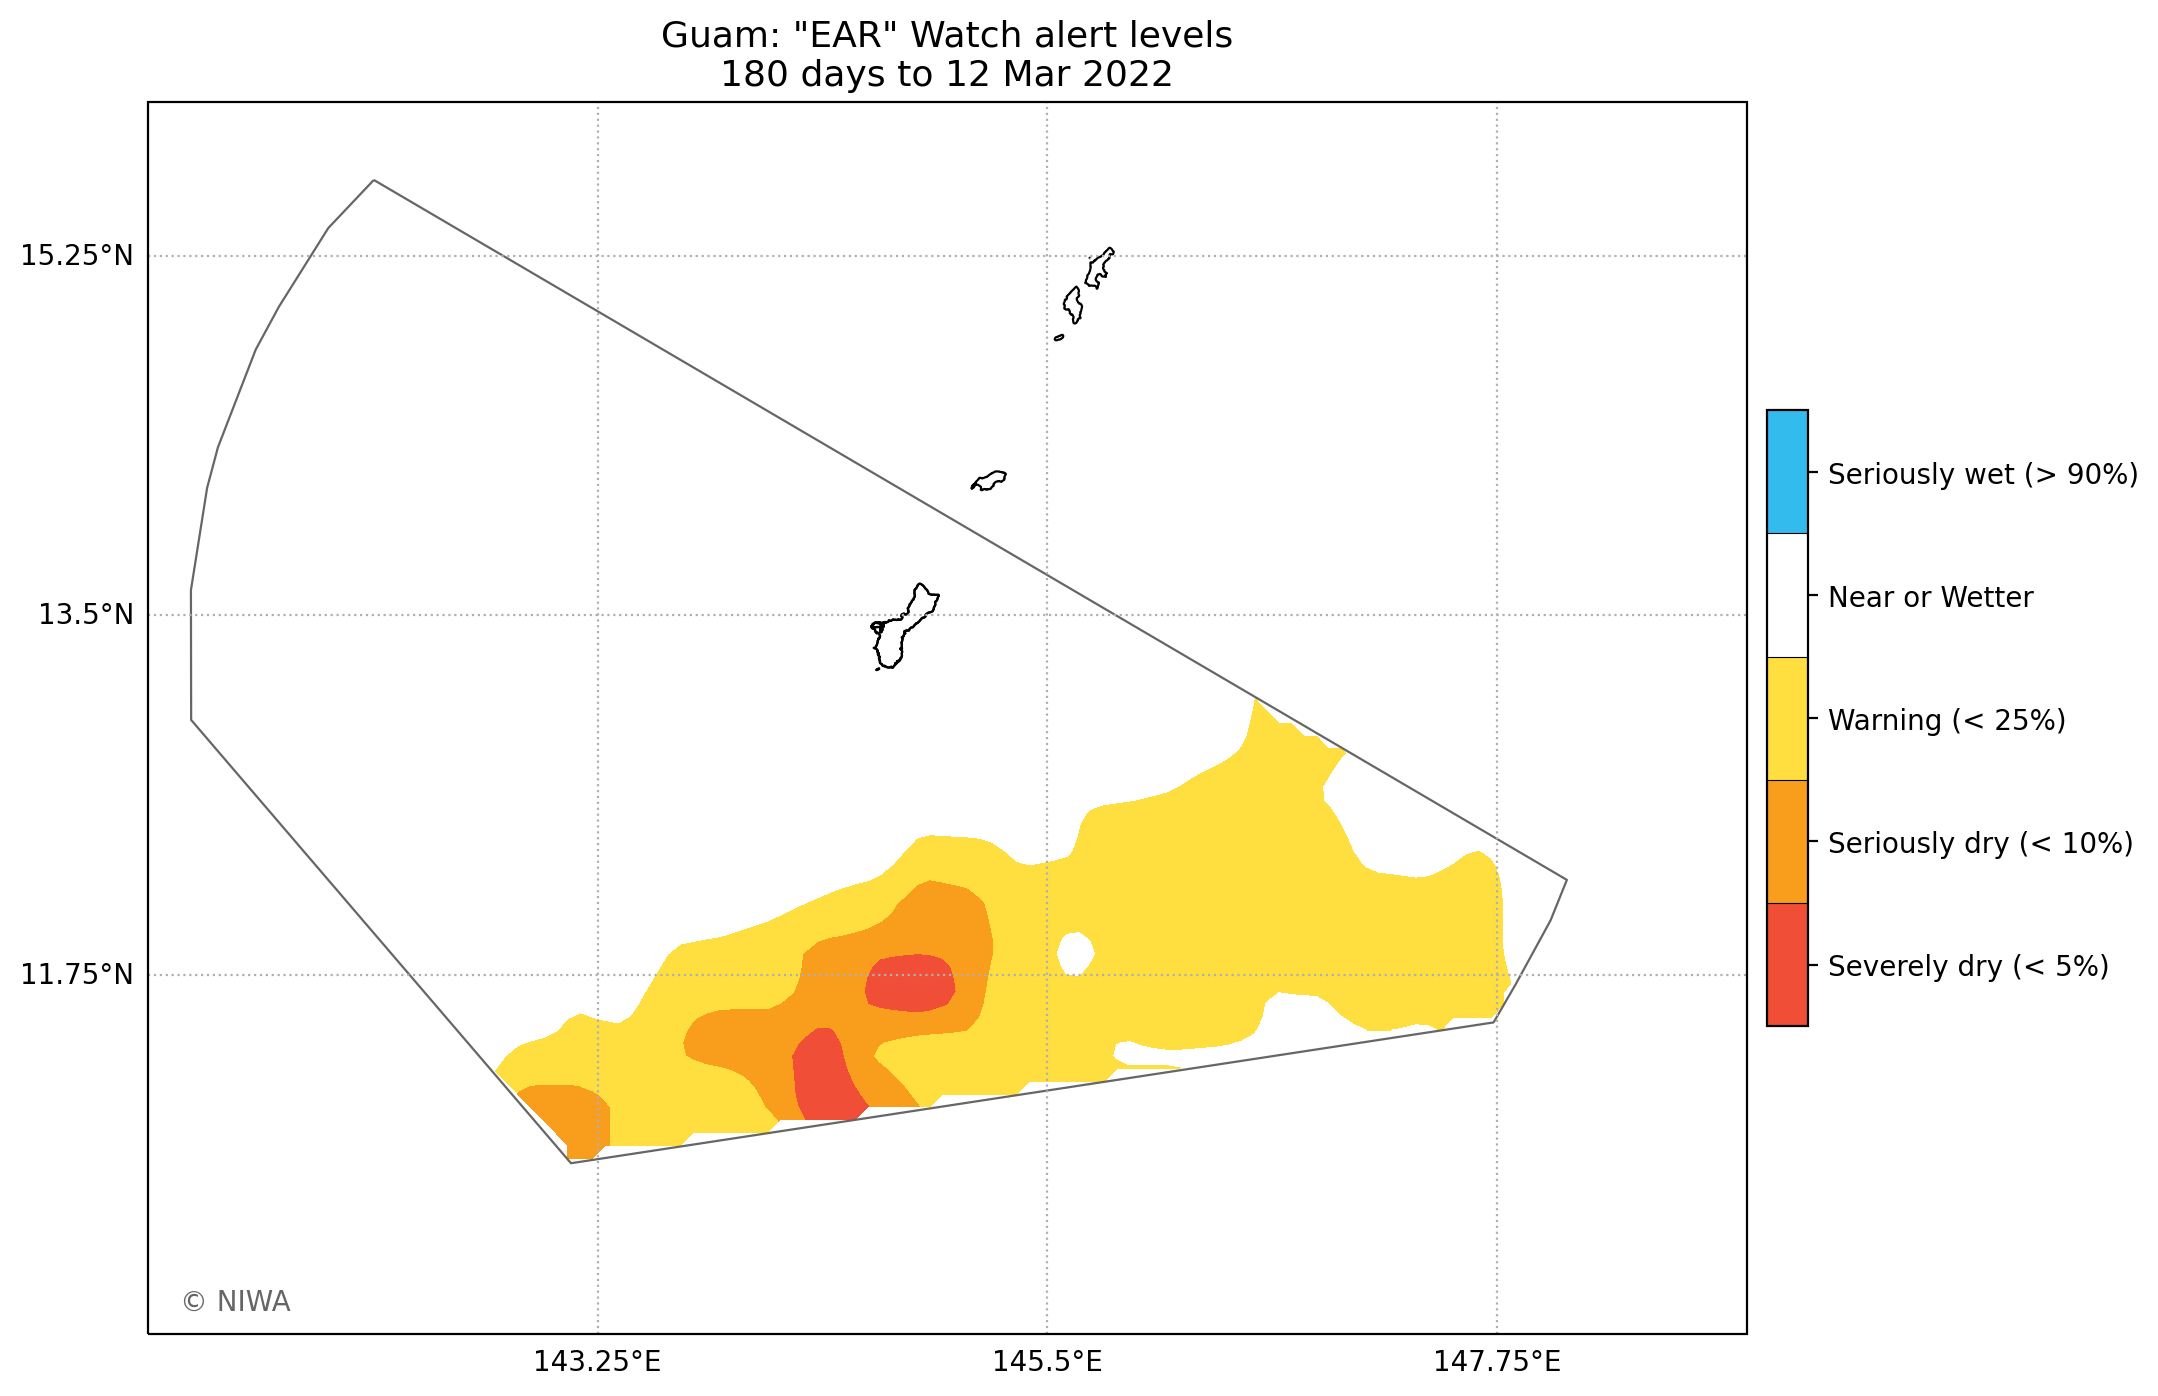 Guam: "EAR" Watch alert levels
180 days to 12 Mar 2022
15.25°N
13.5°N
11.75°N
143.25°E
145.5°E
147.75°E
Seriously wet (> 90%)
Near or Wetter
Warning (< 25%)
Seriously dry (< 10%)
Severely dry (< 5%)
© NIWA